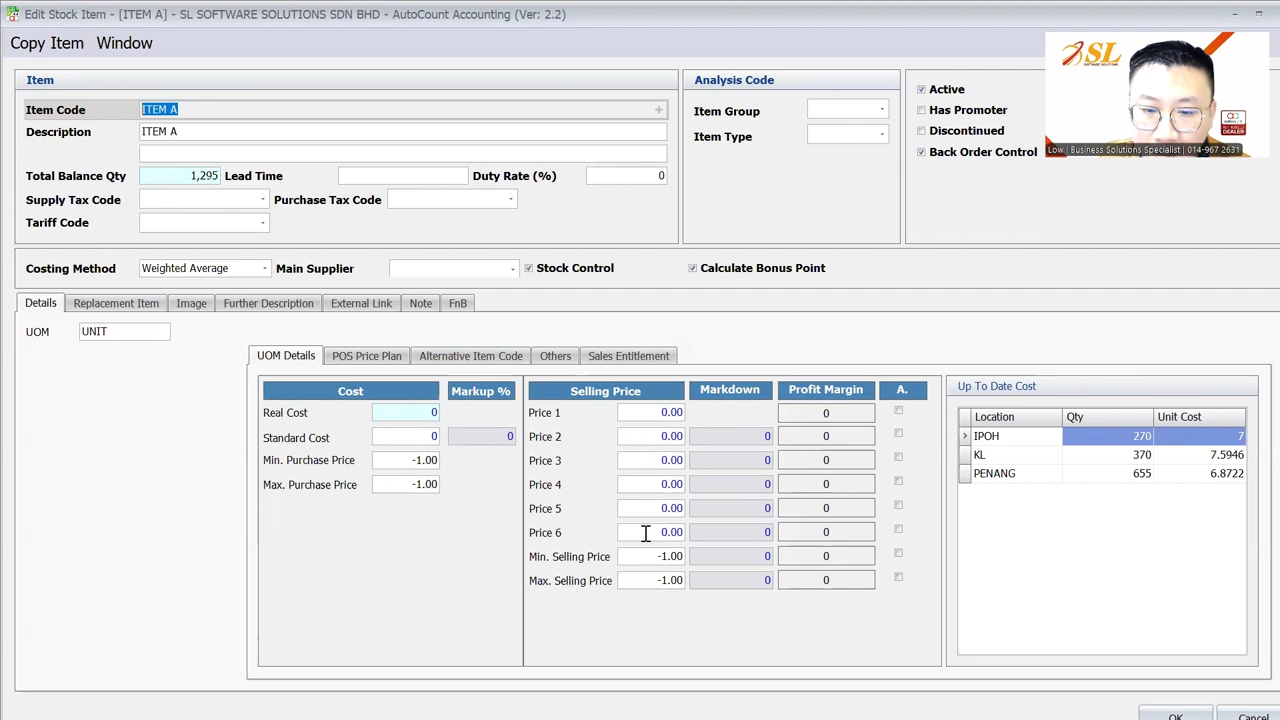 Edit Stock Item - [ITEM A] - SL SOFTWARE SOLUTIONS SDN BHD - AutoCount Accounting (Ver: 2.2)
Copy Item Window
Item
Item Code ITEM A
Description ITEM A
Total Balance Qty 1,295 Lead Time Duty Rate (%) 0
Supply Tax Code Purchase Tax Code
Tariff Code
Analysis Code
Item Group
Item Type
Active
Has Promoter
Discontinued
Back Order Control
SL
Low | Business Solutions Specialist | 014-967 2631
Costing Method Weighted Average Main Supplier Stock Control Calculate Bonus Point
Details Replacement Item Image Further Description External Link Note FnB
UOM UNIT
UOM Details POS Price Plan Alternative Item Code Others Sales Entitlement
Cost Markup %
Real Cost 0
Standard Cost 0 0
Min. Purchase Price -1.00
Max. Purchase Price -1.00
Selling Price Markdown Profit Margin A.
Price 1 0.00 0
Price 2 0.00 0 0
Price 3 0.00 0 0
Price 4 0.00 0 0
Price 5 0.00 0 0
Price 6 0.00 0 0
Min. Selling Price -1.00 0 0
Max. Selling Price -1.00 0 0
Up To Date Cost
Location Qty Unit Cost
IPOH 270 7
KL 370 7.5946
PENANG 655 6.8722
OK Cancel